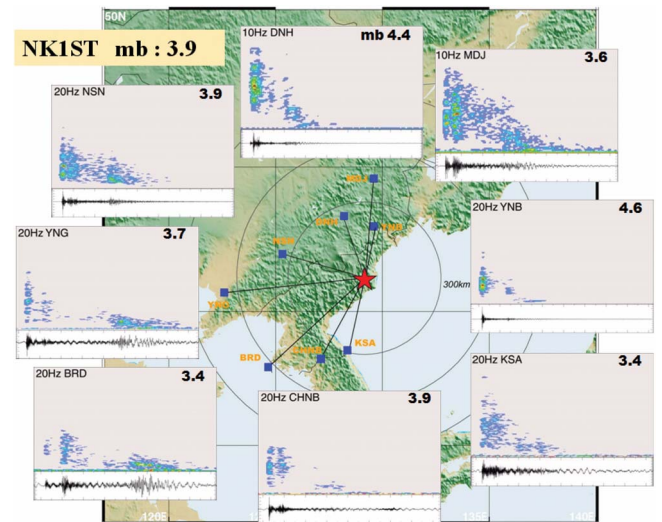 50N
NK1ST mb : 3.9
10Hz DNH mb 4.4
10Hz MDJ 3.6
20Hz NSN 3.9
20Hz YNB 4.6
20Hz YNG 3.7
300km
KSA
BRD
20Hz BRD 3.4
20Hz CHNB 3.9
20Hz KSA 3.4
120E
135E
140E